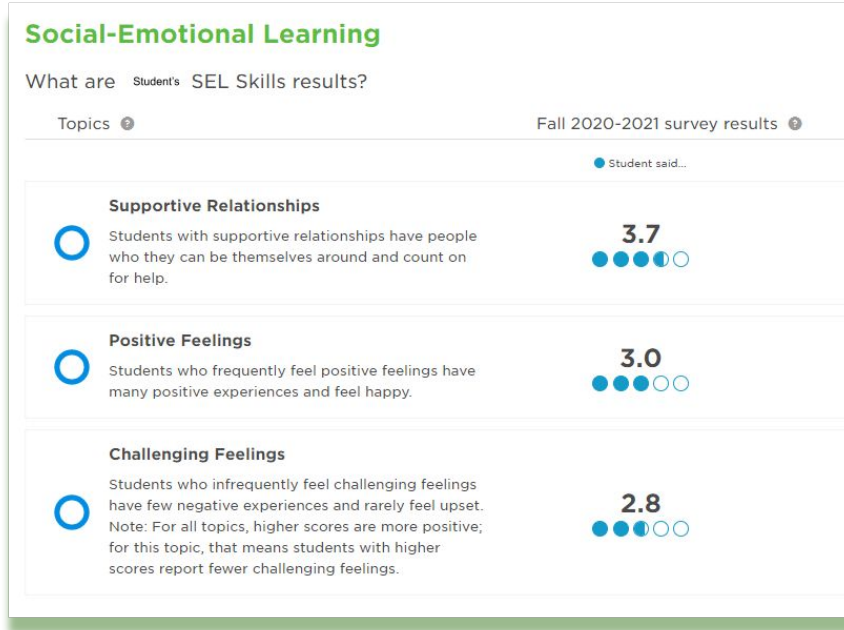 Social-Emotional Learning
What are Student's SEL Skills results?
Topics ?
Fall 2020-2021 survey results ?
Student said...
Supportive Relationships
Students with supportive relationships have people
who they can be themselves around and count on
for help.
3.7
Positive Feelings
Students who frequently feel positive feelings have
many positive experiences and feel happy.
3.0
Challenging Feelings
Students who infrequently feel challenging feelings
have few negative experiences and rarely feel upset.
Note: For all topics, higher scores are more positive;
for this topic, that means students with higher
scores report fewer challenging feelings.
2.8